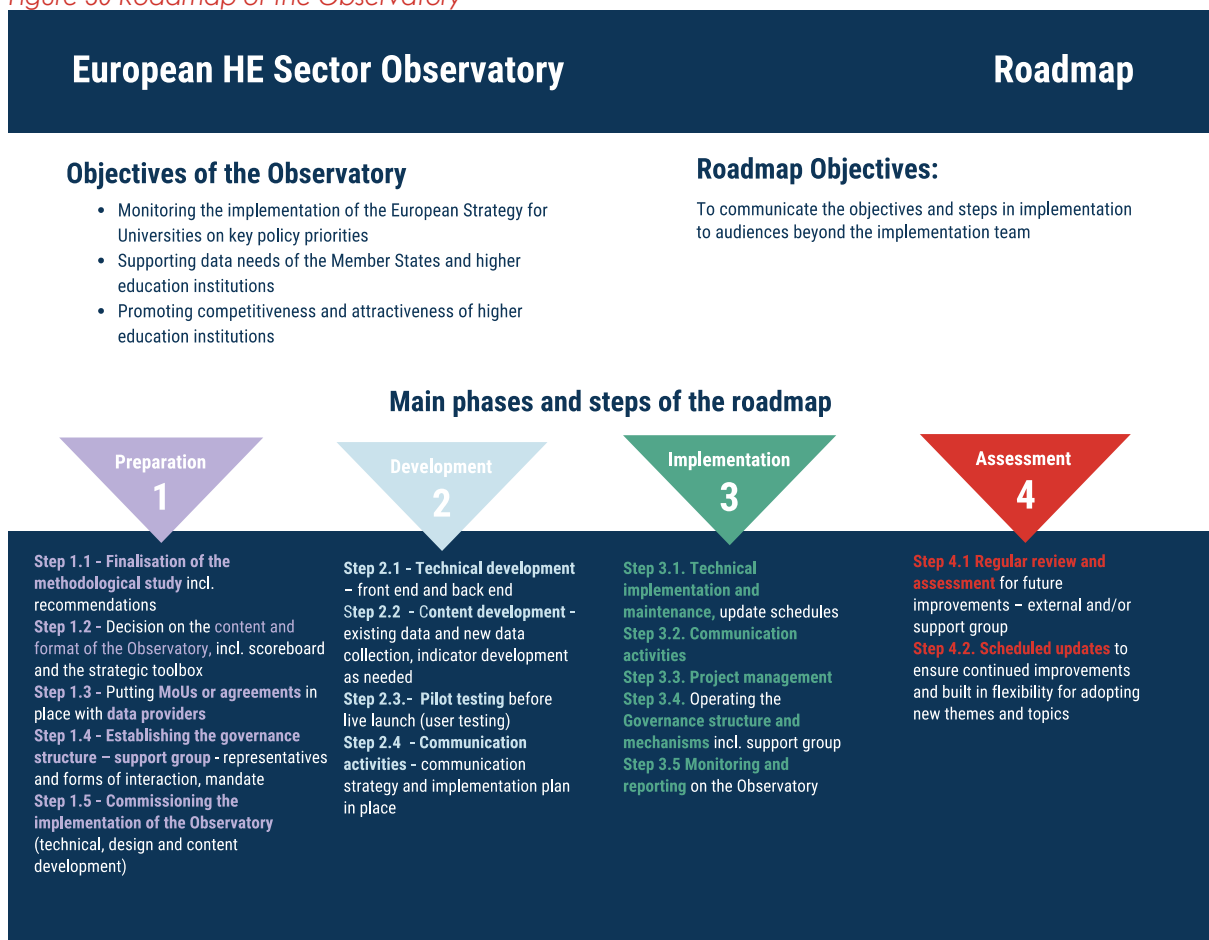 Figure 30 Roadmap of the Observatory
European HE Sector Observatory
Roadmap
Objectives of the Observatory
• Monitoring the implementation of the European Strategy for
Universities on key policy priorities
• Supporting data needs of the Member States and higher
education institutions
• Promoting competitiveness and attractiveness of higher
education institutions
Roadmap Objectives:
To communicate the objectives and steps in implementation
to audiences beyond the implementation team
Main phases and steps of the roadmap
Preparation
1
Step 1.1 - Finalisation of the
methodological study incl.
recommendations
Step 1.2 - Decision on the content and
format of the Observatory, incl. scoreboard
and the strategic toolbox
Step 1.3 - Putting MoUs or agreements in
place with data providers
Step 1.4 - Establishing the governance
structure – support group - representatives
and forms of interaction, mandate
Step 1.5 - Commissioning the
implementation of the Observatory
(technical, design and content
development)
Development
2
Step 2.1 - Technical development
– front end and back end
Step 2.2 - Content development -
existing data and new data
collection, indicator development
as needed
Step 2.3.- Pilot testing before
live launch (user testing)
Step 2.4 - Communication
activities - communication
strategy and implementation plan
in place
Implementation
3
Step 3.1. Technical
implementation and
maintenance, update schedules
Step 3.2. Communication
activities
Step 3.3. Project management
Step 3.4. Operating the
Governance structure and
mechanisms incl. support group
Step 3.5 Monitoring and
reporting on the Observatory
Assessment
4
Step 4.1 Regular review and
assessment for future
improvements – external and/or
support group
Step 4.2. Scheduled updates to
ensure continued improvements
and built in flexibility for adopting
new themes and topics